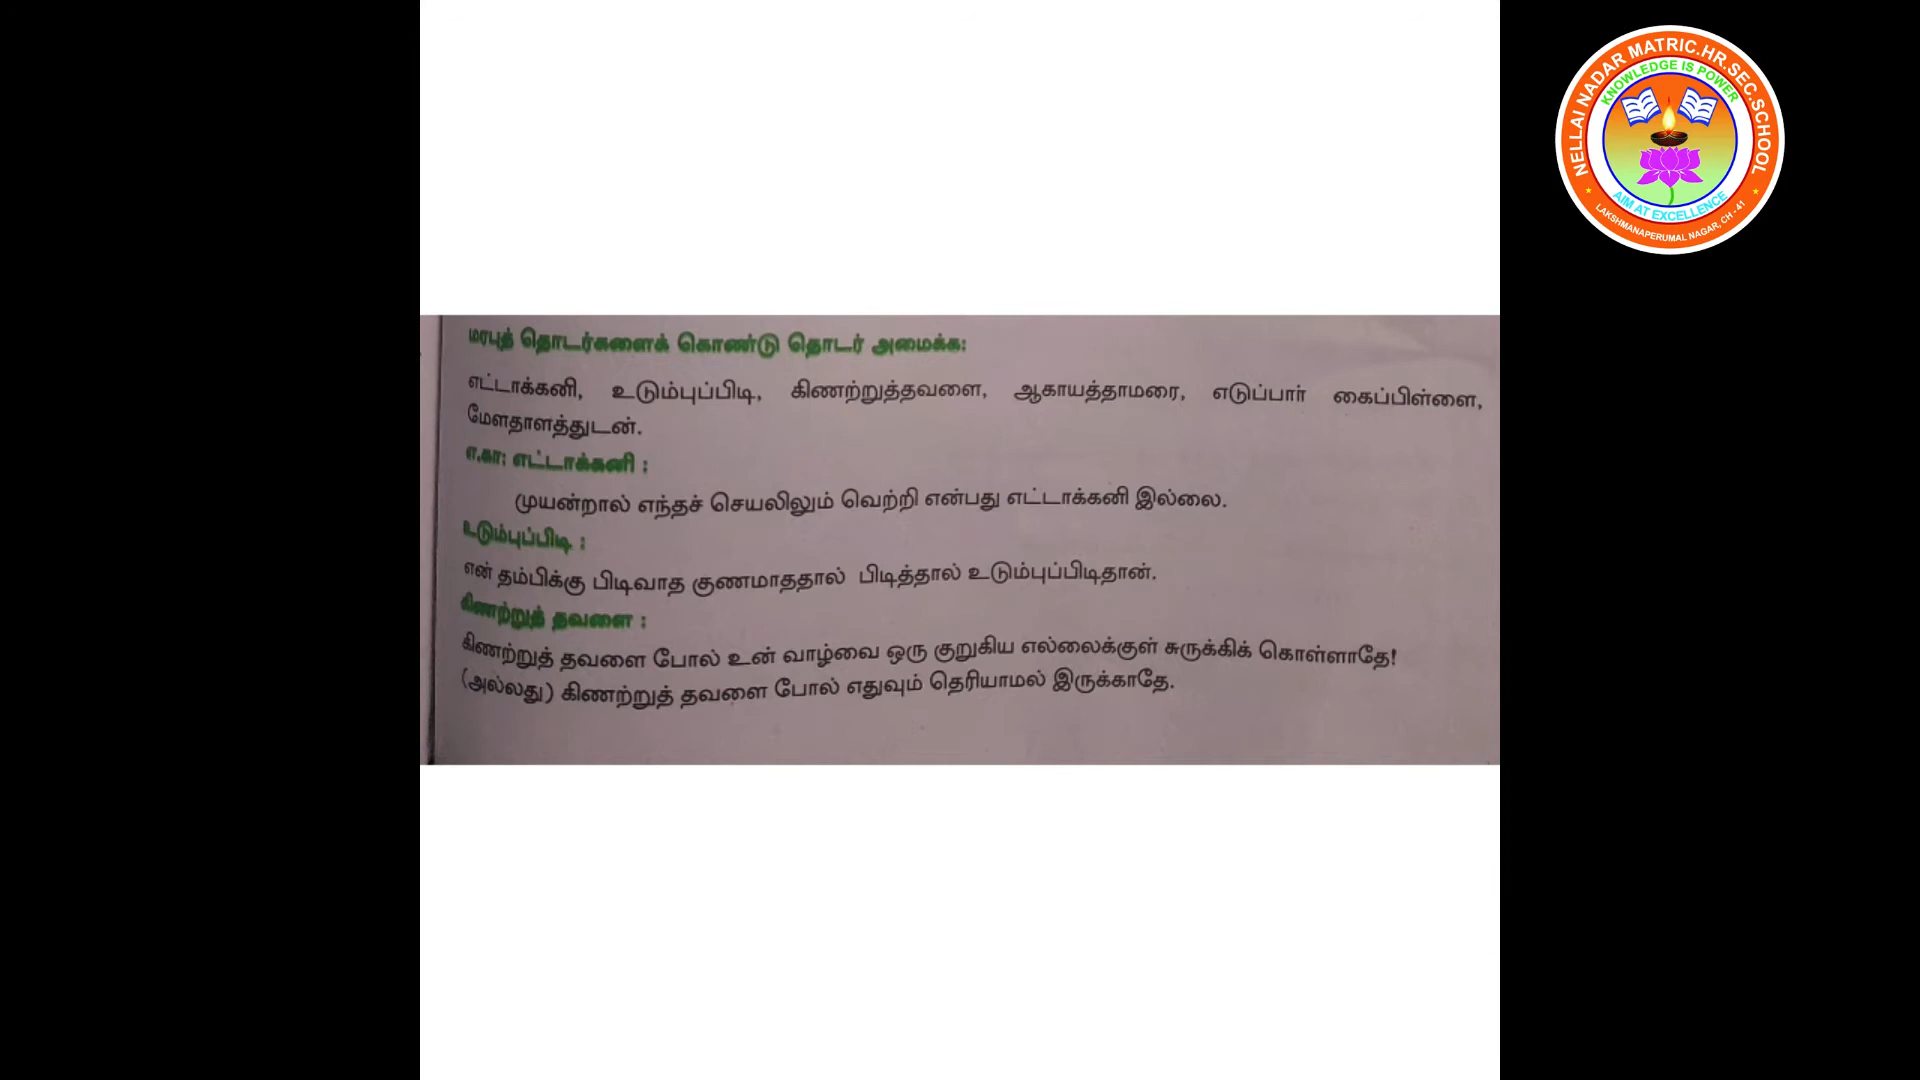 மரபுத் தொடர்களைக் கொண்டு தொடர் அமைக்க:
எட்டாக்கனி, உடும்புப்பிடி, கிணற்றுத்தவளை, ஆகாயத்தாமரை, எடுப்பார் கைப்பிள்ளை,
மேளதாளத்துடன்.
எ.கா: எட்டாக்கனி :
முயன்றால் எந்தச் செயலிலும் வெற்றி என்பது எட்டாக்கனி இல்லை.
உடும்புப்பிடி :
என் தம்பிக்கு பிடிவாத குணமாததால் பிடித்தால் உடும்புப்பிடிதான்.
கிணற்றுத் தவளை :
கிணற்றுத் தவளை போல் உன் வாழ்வை ஒரு குறுகிய எல்லைக்குள் சுருக்கிக் கொள்ளாதே!
(அல்லது) கிணற்றுத் தவளை போல் எதுவும் தெரியாமல் இருக்காதே.
NELLAI NADAR MATRIC.HR.SEC.SCHOOL
KNOWLEDGE IS POWER
AIM AT EXCELLENCE
LAKSHMANAPERUMAL NAGAR, CH - 41